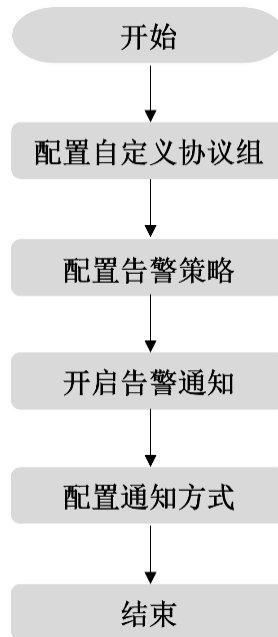 开始
配置自定义协议组
配置告警策略
开启告警通知
配置通知方式
结束